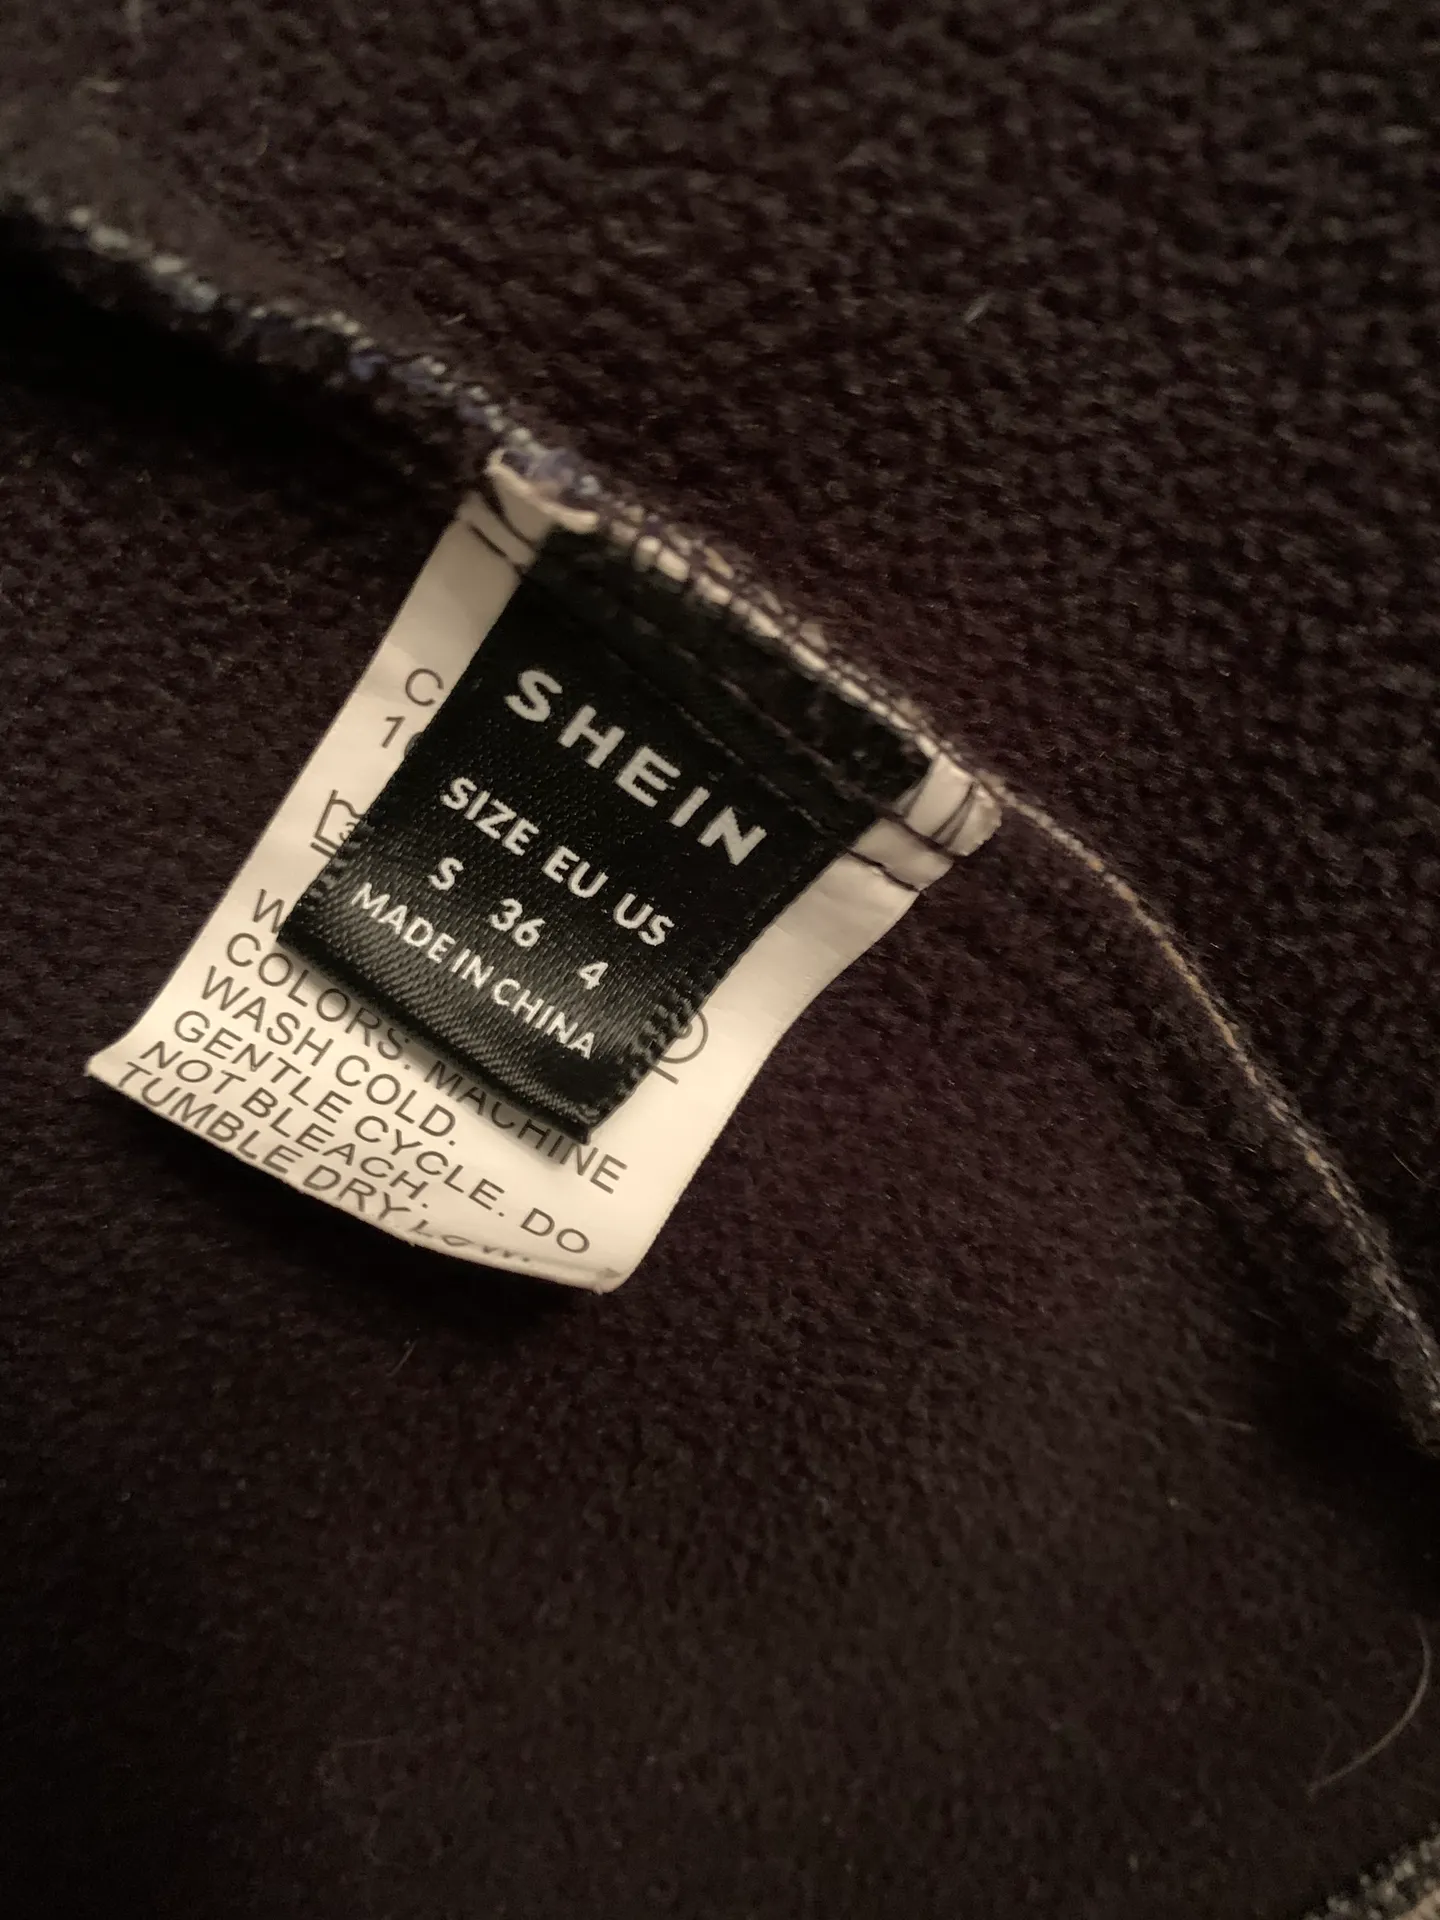 SHEIN
SIZE EU US
S 36 4
MADE IN CHINA
COLORS. MACHINE
WASH COLD.
GENTLE CYCLE. DO
NOT BLEACH.
TUMBLE DRY. LOW.